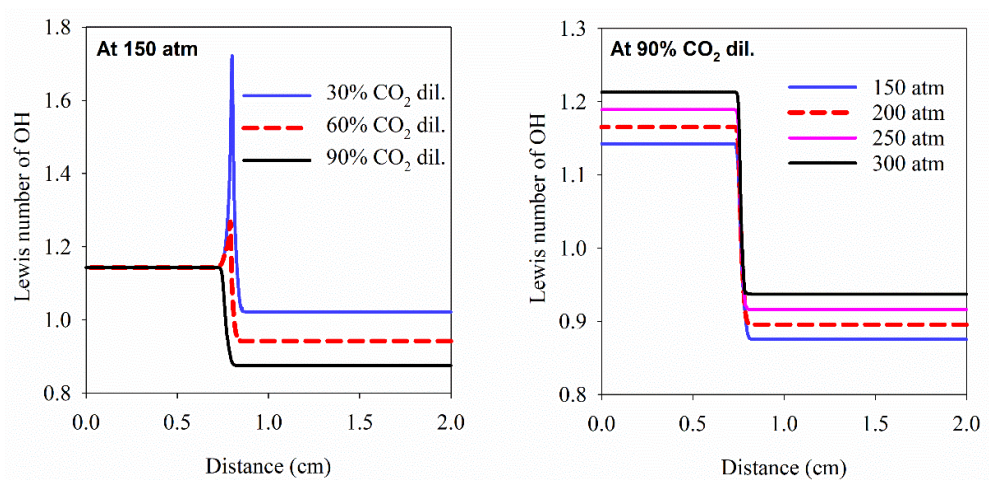 At 150 atm
Lewis number of OH
1.8
1.6
1.4
1.2
1.0
0.8
30% CO2 dil.
60% CO2 dil.
90% CO2 dil.
0.0 0.5 1.0 1.5 2.0
Distance (cm)
At 90% CO2 dil.
Lewis number of OH
1.3
1.2
1.1
1.0
0.9
0.8
150 atm
200 atm
250 atm
300 atm
0.0 0.5 1.0 1.5 2.0
Distance (cm)